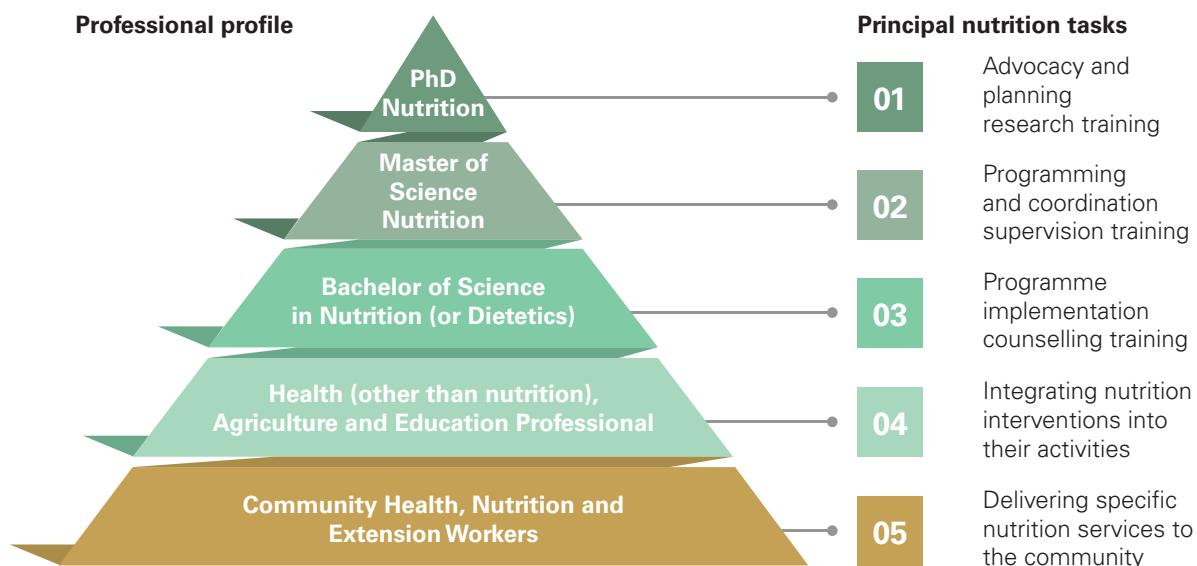 Professional profile
Principal nutrition tasks
PhD
Nutrition
01
Advocacy and
planning
research training
Master of
Science
Nutrition
02
Programming
and coordination
supervision training
Bachelor of Science
in Nutrition (or Dietetics)
03
Programme
implementation
counselling training
Health (other than nutrition),
Agriculture and Education Professional
04
Integrating nutrition
interventions into
their activities
Community Health, Nutrition and
Extension Workers
05
Delivering specific
nutrition services to
the community